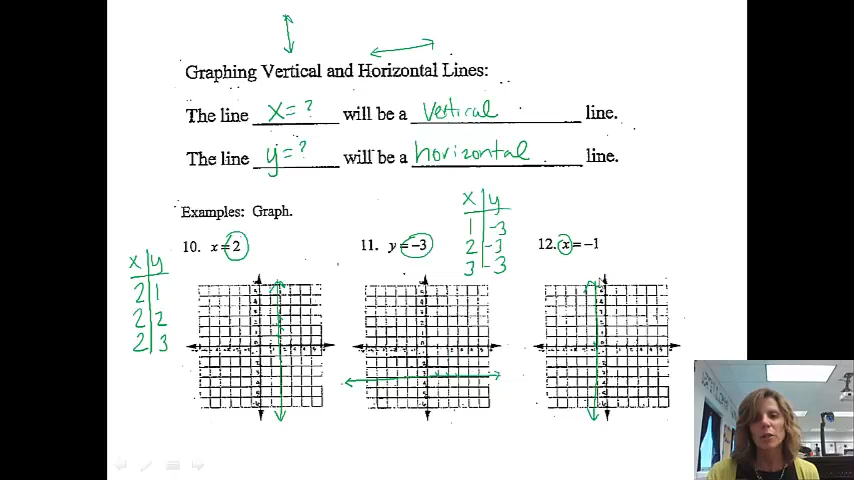 Graphing Vertical and Horizontal Lines:
The line x = ? will be a vertical line.
The line y = ? will be a horizontal line.
Examples: Graph.
10. x = 2
11. y = -3
12. x = -1
x y
2 1
2 2
2 3
x y
1 -3
2 -3
3 -3